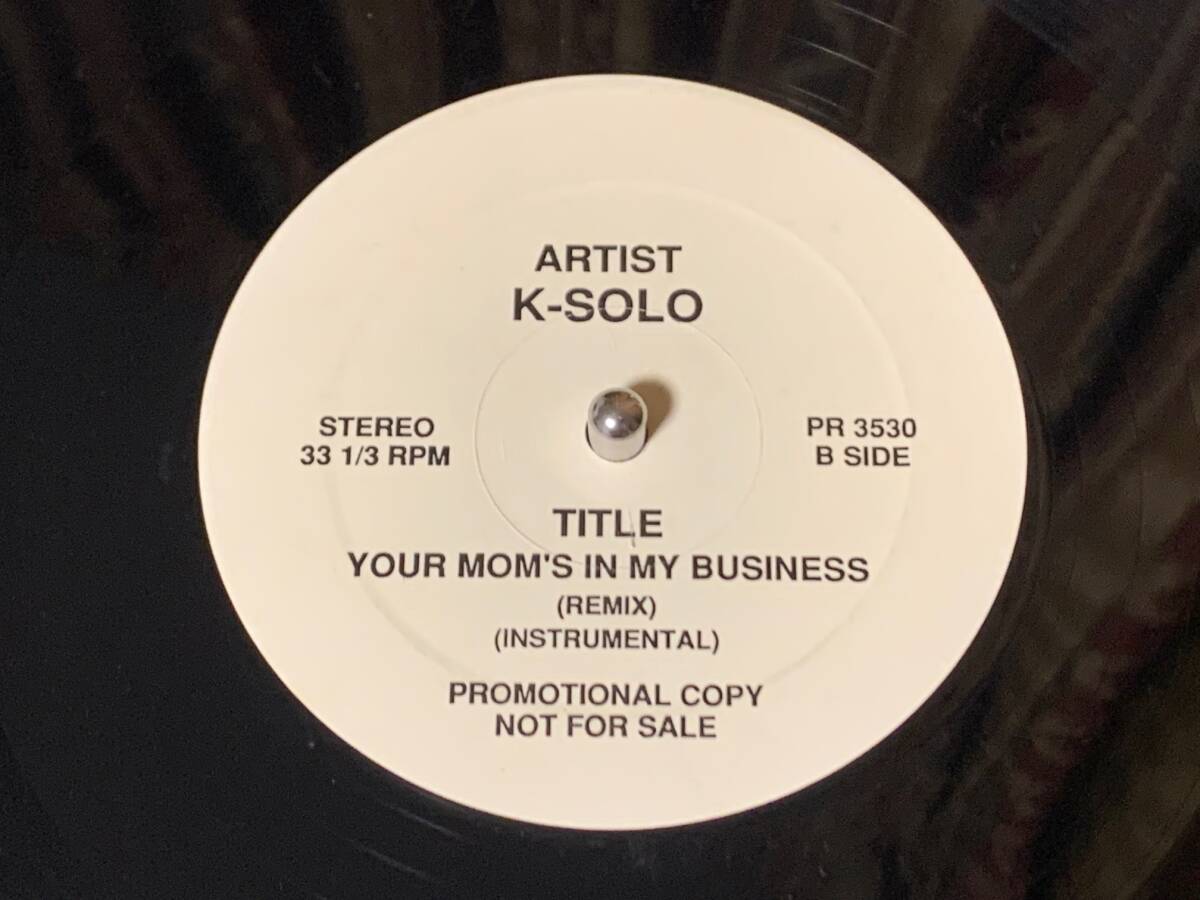 ARTIST
K-SOLO
STEREO
33 1/3 RPM
PR 3530
B SIDE
TITLE
YOUR MOM'S IN MY BUSINESS
(REMIX)
(INSTRUMENTAL)
PROMOTIONAL COPY
NOT FOR SALE